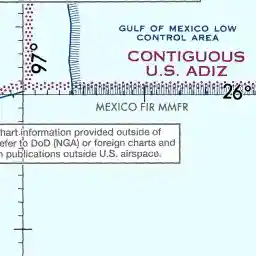 GULF OF MEXICO LOW
CONTROL AREA
CONTIGUOUS
U.S. ADIZ
97°
26°
MEXICO FIR MMFR
hart information provided outside of
efer to DoD (NGA) or foreign charts and
publications outside U.S. airspace.